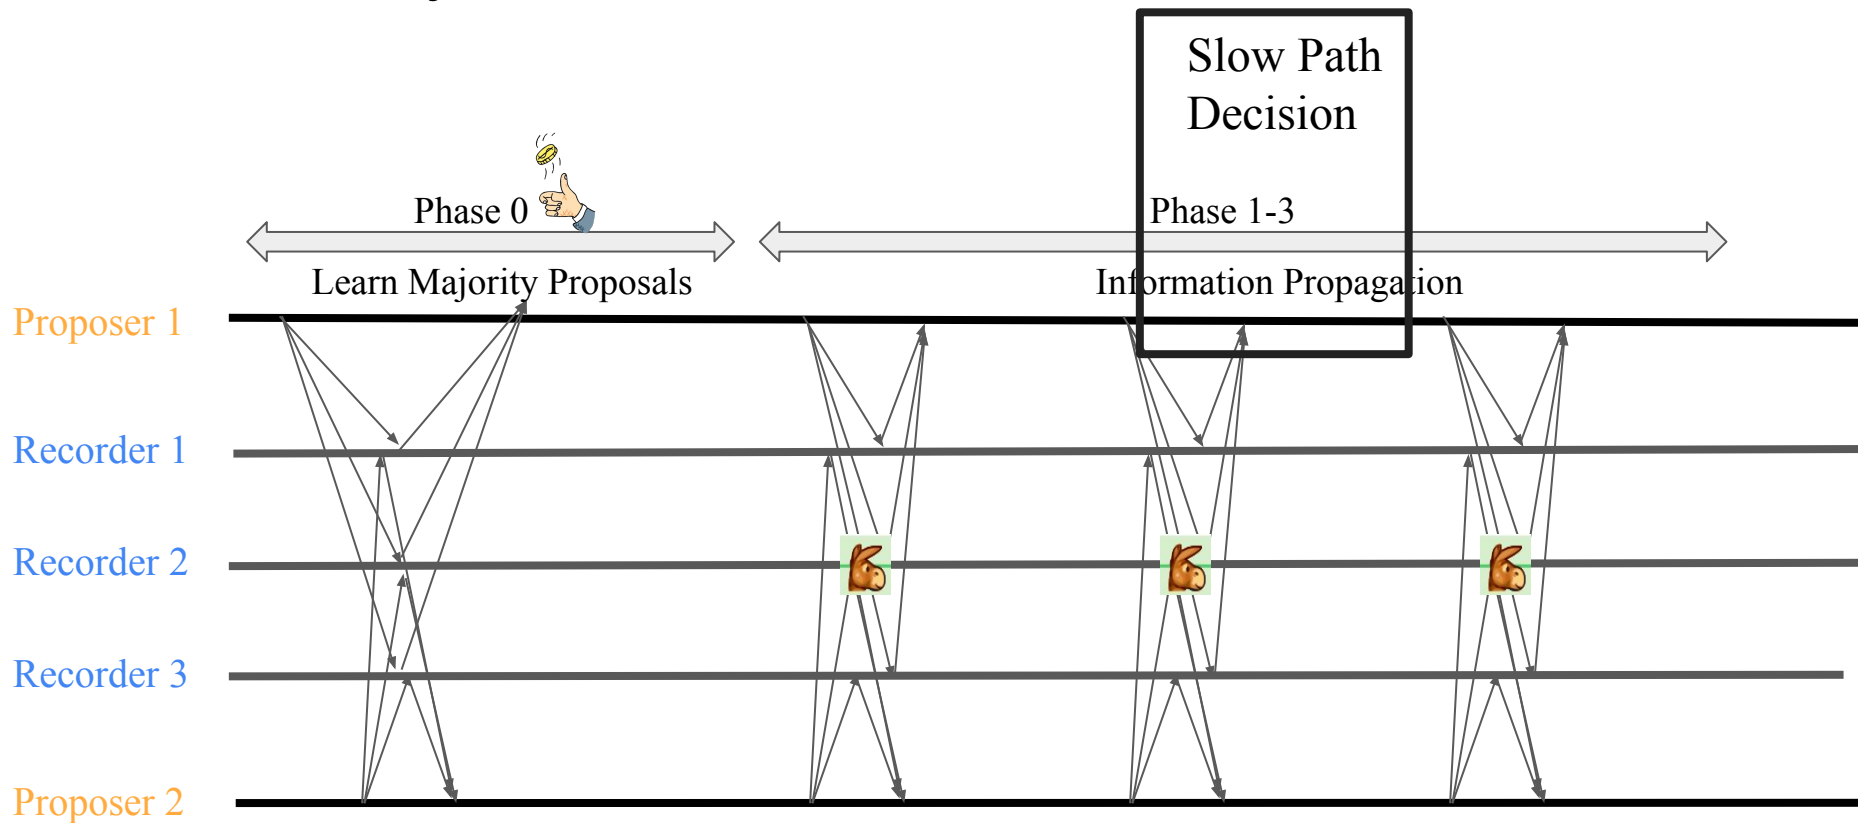 Slow Path
Decision
Phase 0
Phase 1-3
Learn Majority Proposals
Information Propagation
Proposer 1
Recorder 1
Recorder 2
Recorder 3
Proposer 2